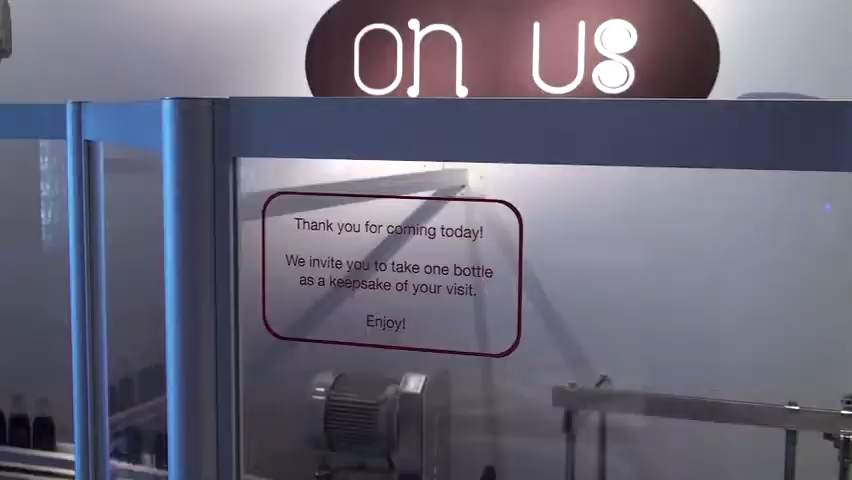 on us
Thank you for coming today!
We invite you to take one bottle
as a keepsake of your visit.
Enjoy!